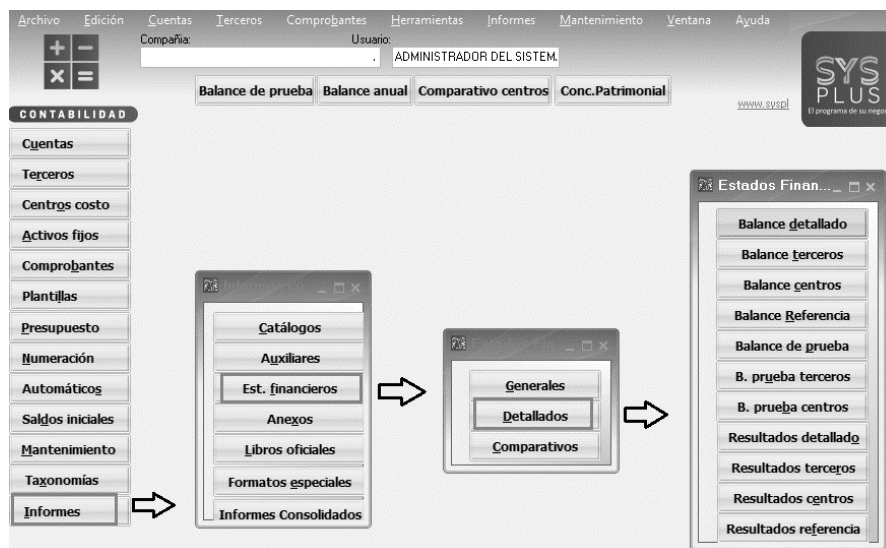 Archivo Edición Cuentas Terceros Comprobantes Herramientas Informes Mantenimiento Ventana Ayuda
Compañia: Usuario:
. ADMINISTRADOR DEL SISTEM
Balance de prueba Balance anual Comparativo centros Conc.Patrimonial
SYS
PLUS
El programa de su nego
www.syspl
CONTABILIDAD
Cuentas
Terceros
Centros costo
Activos fijos
Comprobantes
Plantillas
Presupuesto
Numeración
Automáticos
Saldos iniciales
Mantenimiento
Taxonomías
Informes
Catálogos
Auxiliares
Est. financieros
Anexos
Libros oficiales
Formatos especiales
Informes Consolidados
Generales
Detallados
Comparativos
Estados Finan...
Balance detallado
Balance terceros
Balance centros
Balance Referencia
Balance de prueba
B. prueba terceros
B. prueba centros
Resultados detallado
Resultados terceros
Resultados centros
Resultados referencia